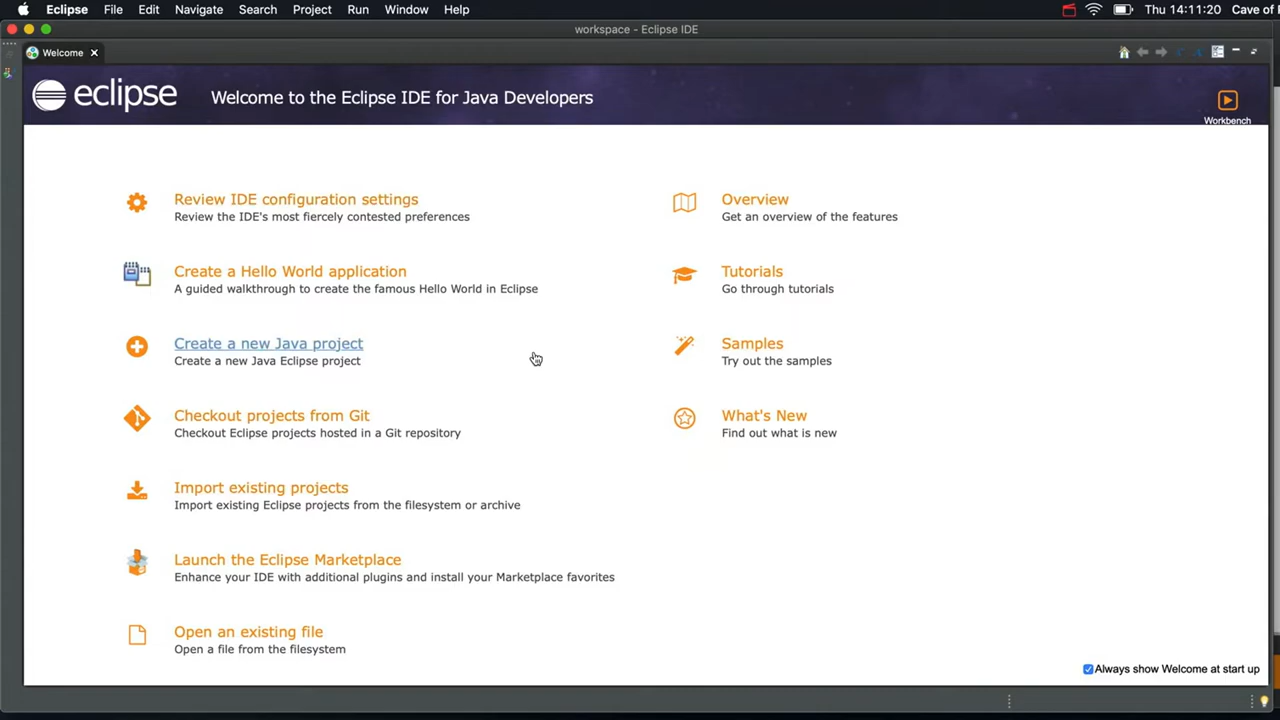 Eclipse File Edit Navigate Search Project Run Window Help Thu 14:11:20
workspace - Eclipse IDE
Welcome
eclipse
Welcome to the Eclipse IDE for Java Developers
Workbench
Review IDE configuration settings
Review the IDE's most fiercely contested preferences
Create a Hello World application
A guided walkthrough to create the famous Hello World in Eclipse
Create a new Java project
Create a new Java Eclipse project
Checkout projects from Git
Checkout Eclipse projects hosted in a Git repository
Import existing projects
Import existing Eclipse projects from the filesystem or archive
Launch the Eclipse Marketplace
Enhance your IDE with additional plugins and install your Marketplace favorites
Open an existing file
Open a file from the filesystem
Overview
Get an overview of the features
Tutorials
Go through tutorials
Samples
Try out the samples
What's New
Find out what is new
Always show Welcome at start up